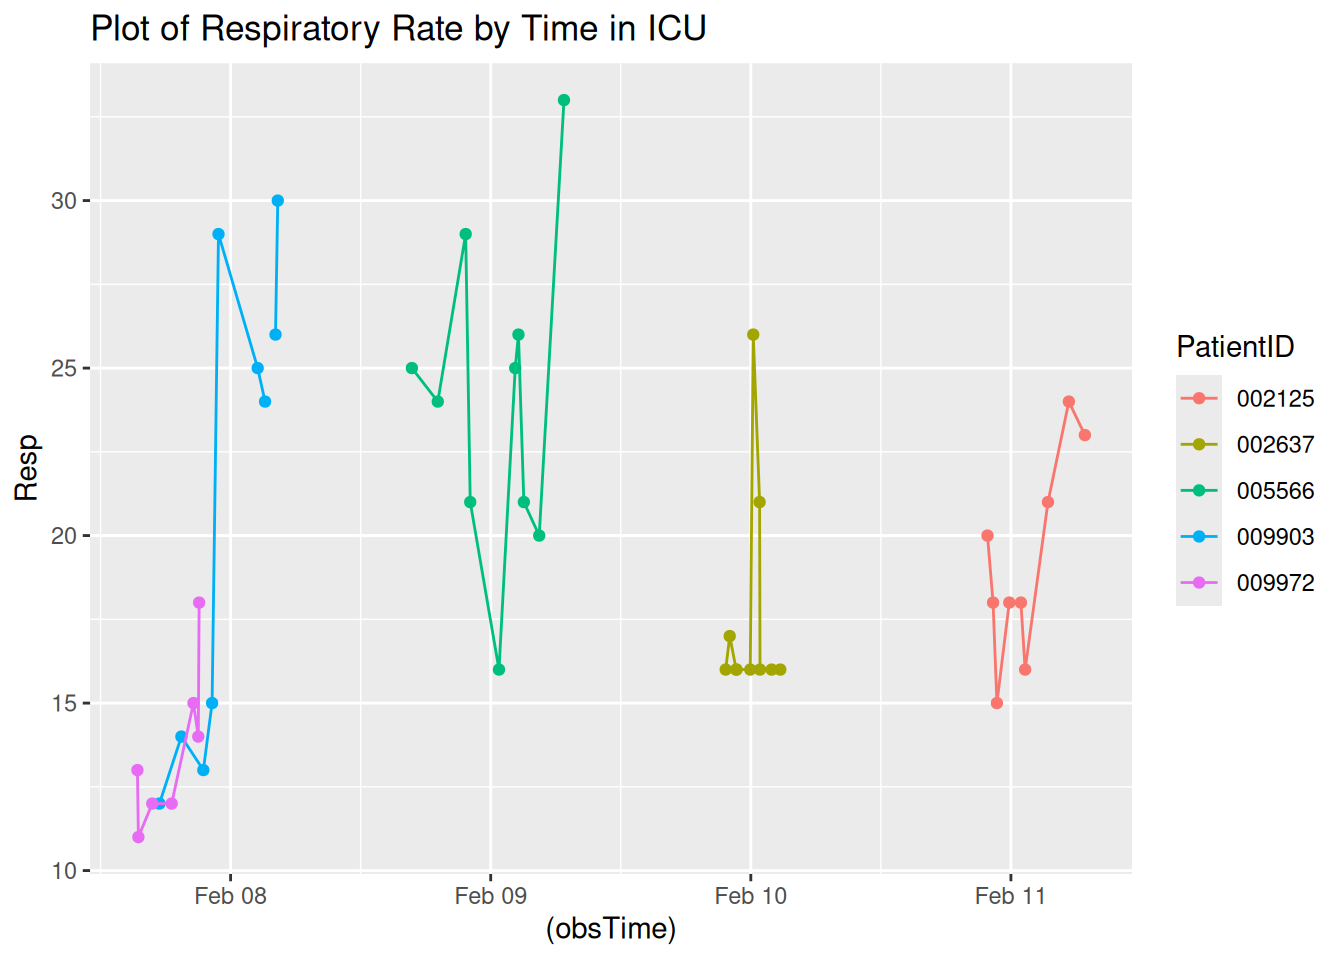 Plot of Respiratory Rate by Time in ICU
30
25
20
15
10
Resp
Feb 08
Feb 09
Feb 10
Feb 11
(obsTime)
PatientID
002125
002637
005566
009903
009972